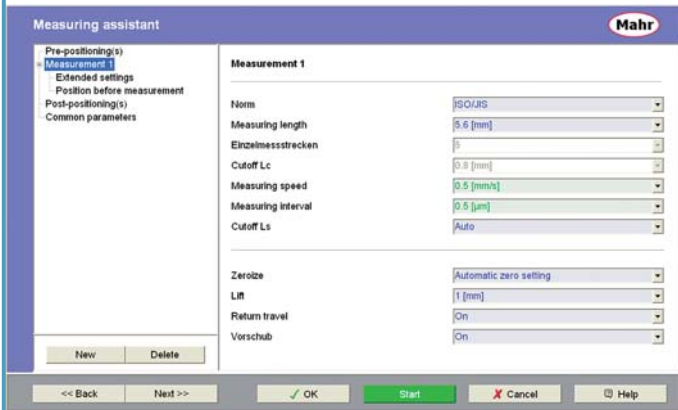 Measuring assistant
Mahr
Pre-positioning(s)
Measurement 1
Extended settings
Position before measurement
Post-positioning(s)
Common parameters
New
Delete
Measurement 1
Norm
ISO/JIS
Measuring length
5.6 [mm]
Einzelmessstrecken
5
Cutoff Lc
0.8 [mm]
Measuring speed
0.5 [mm/s]
Measuring interval
0.5 [µm]
Cutoff Ls
Auto
Zeroize
Automatic zero setting
Lift
1 [mm]
Return travel
On
Vorschub
On
<< Back
Next >>
OK
Start
Cancel
Help